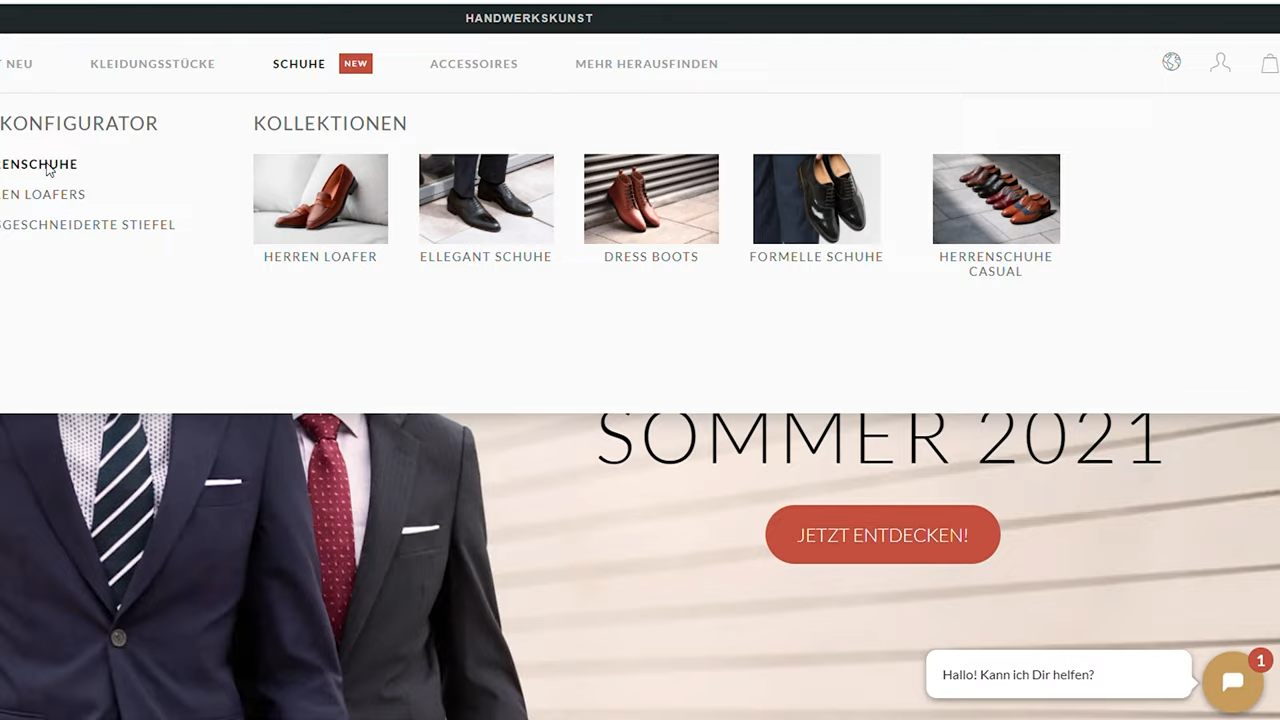 HANDWERKSKUNST
T NEU
KLEIDUNGSSTÜCKE
SCHUHE
NEW
ACCESSOIRES
MEHR HERAUSFINDEN
KONFIGURATOR
RENSCHUHE
EN LOAFERS
GESCHNEIDERTE STIEFEL
KOLLEKTIONEN
HERREN LOAFER
ELLEGANT SCHUHE
DRESS BOOTS
FORMELLE SCHUHE
HERRENSCHUHE
CASUAL
SOMMER 2021
JETZT ENTDECKEN!
Hallo! Kann ich Dir helfen?
1